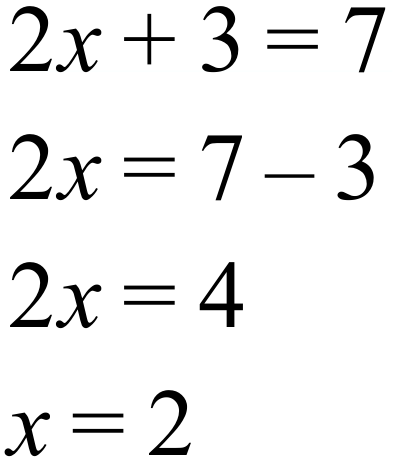 2x + 3 = 7
2x = 7 – 3
2x = 4
x = 2